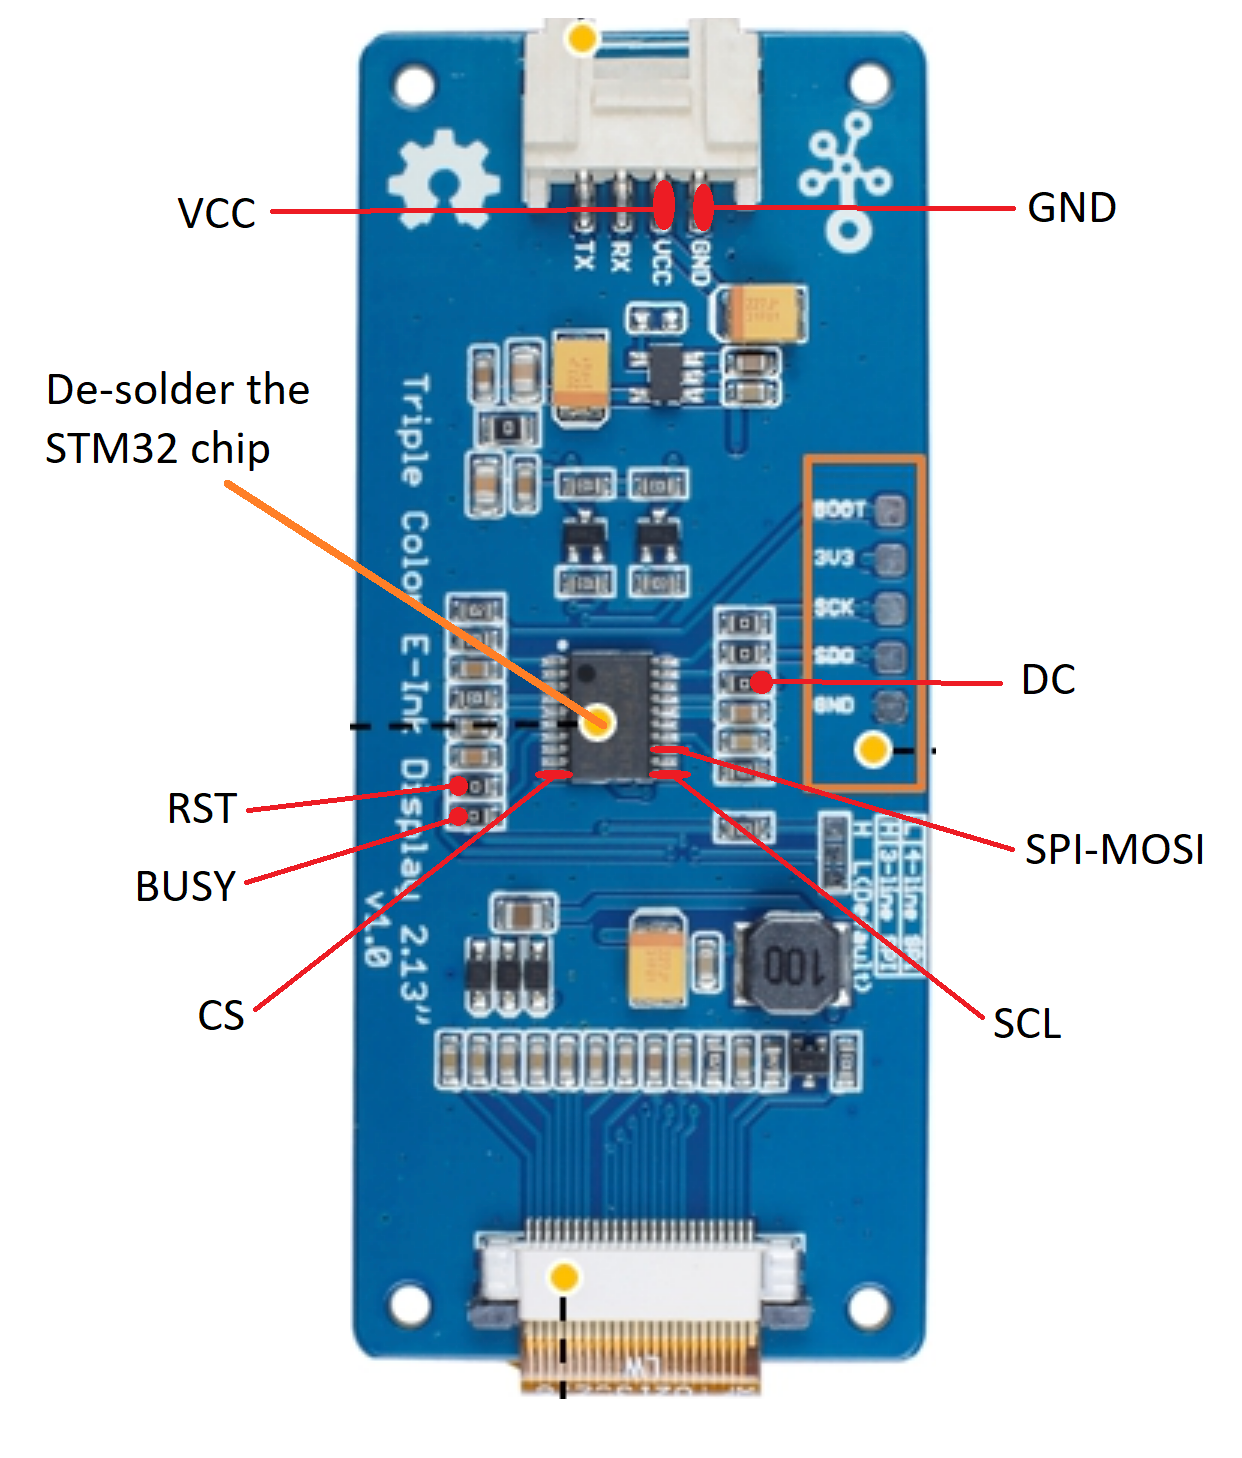 VCC
GND
TX
RX
VCC
GND
De-solder the
STM32 chip
Triple Color E-Ink Display 2.13"
v1.0
BOOT
3V3
SCK
GND
DC
RST
BUSY
SPI-MOSI
CS
SCL
H L(Default)
H 3-line SPI
L 4-line SPI
100
LW